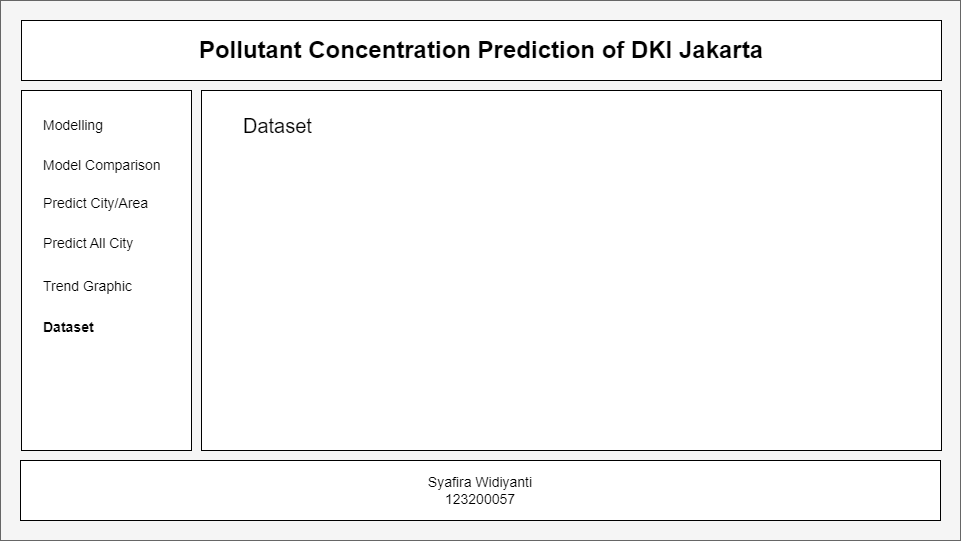 Pollutant Concentration Prediction of DKI Jakarta
Modelling
Model Comparison
Predict City/Area
Predict All City
Trend Graphic
Dataset
Dataset
Syafira Widiyanti
123200057